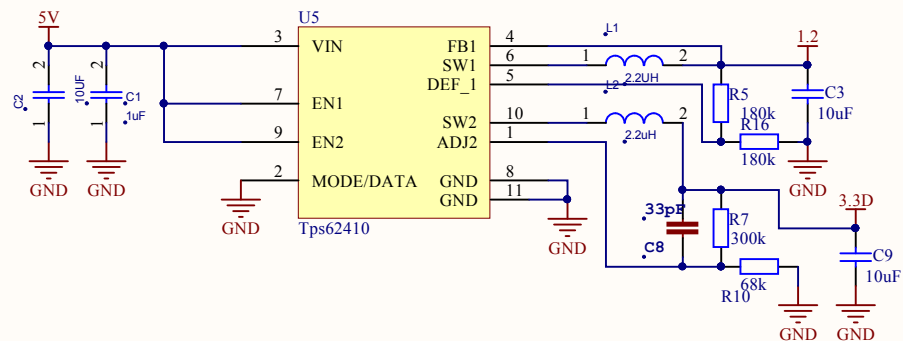 U5
5V
3 VIN FB1 4
6 SW1
L1
1 2
2.2UH
1.2
5 DEF_1
L2
7 EN1
10 SW2
1 2
2.2uH
9 EN2
ADJ2 1
2 MODE/DATA GND 8
GND 11
Tps62410
C2
2
1
10UF
2
1
C1
1uF
GND
GND
GND
GND
R5
180k
R16
180k
C3
10uF
GND
33pF
C8
R7
300k
68k
R10
3.3D
C9
10uF
GND
GND